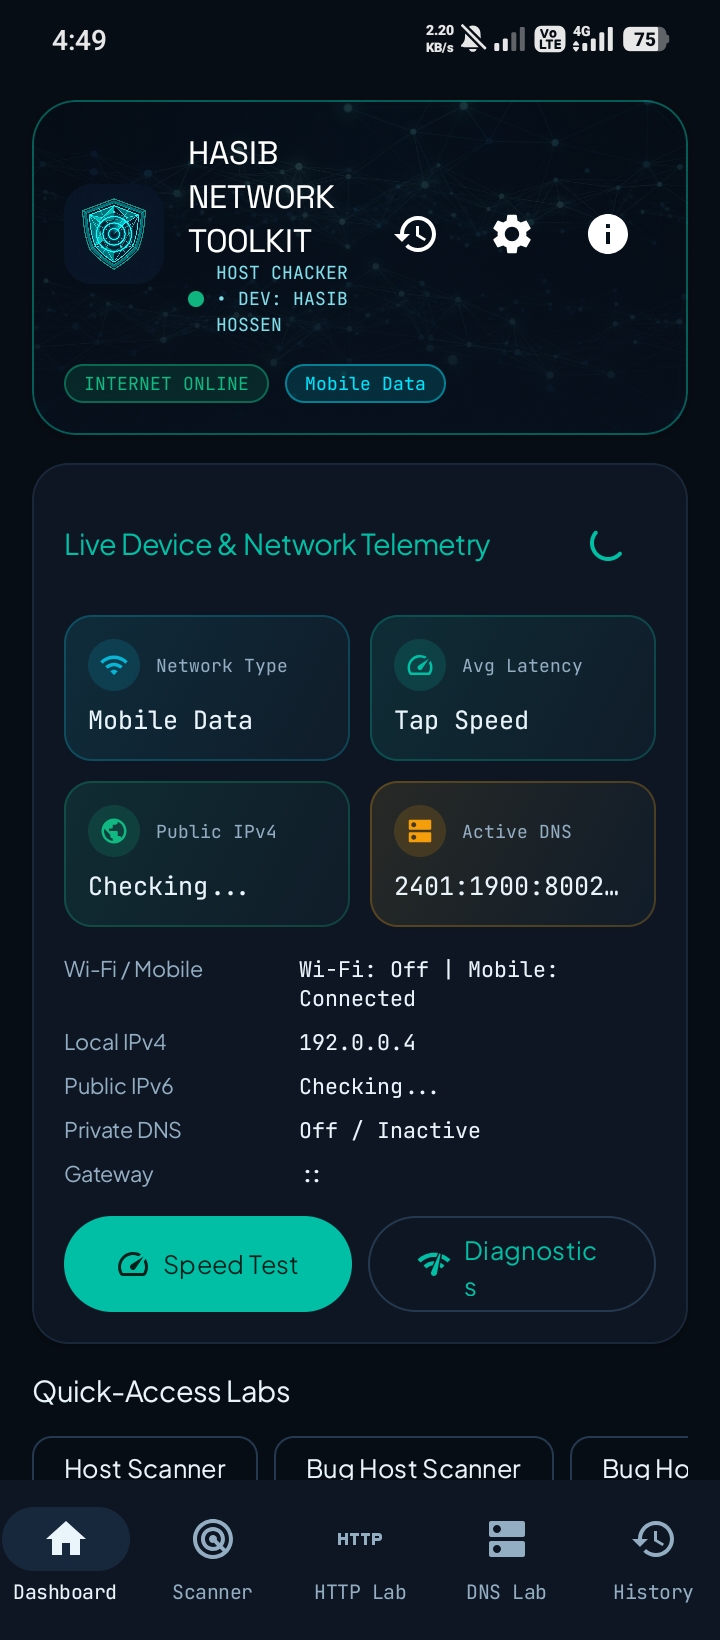 4:49
2.20
KB/s
Vo
LTE
4G
75
HASIB
NETWORK
TOOLKIT
HOST CHACKER
• DEV: HASIB
HOSSEN
INTERNET ONLINE
Mobile Data
Live Device & Network Telemetry
Network Type
Mobile Data
Avg Latency
Tap Speed
Public IPv4
Checking...
Active DNS
2401:1900:8002…
Wi-Fi / Mobile
Wi-Fi: Off | Mobile:
Connected
Local IPv4
192.0.0.4
Public IPv6
Checking...
Private DNS
Off / Inactive
Gateway
::
Speed Test
Diagnostic
s
Quick-Access Labs
Host Scanner
Bug Host Scanner
Bug Ho
HTTP
Dashboard
Scanner
HTTP Lab
DNS Lab
History